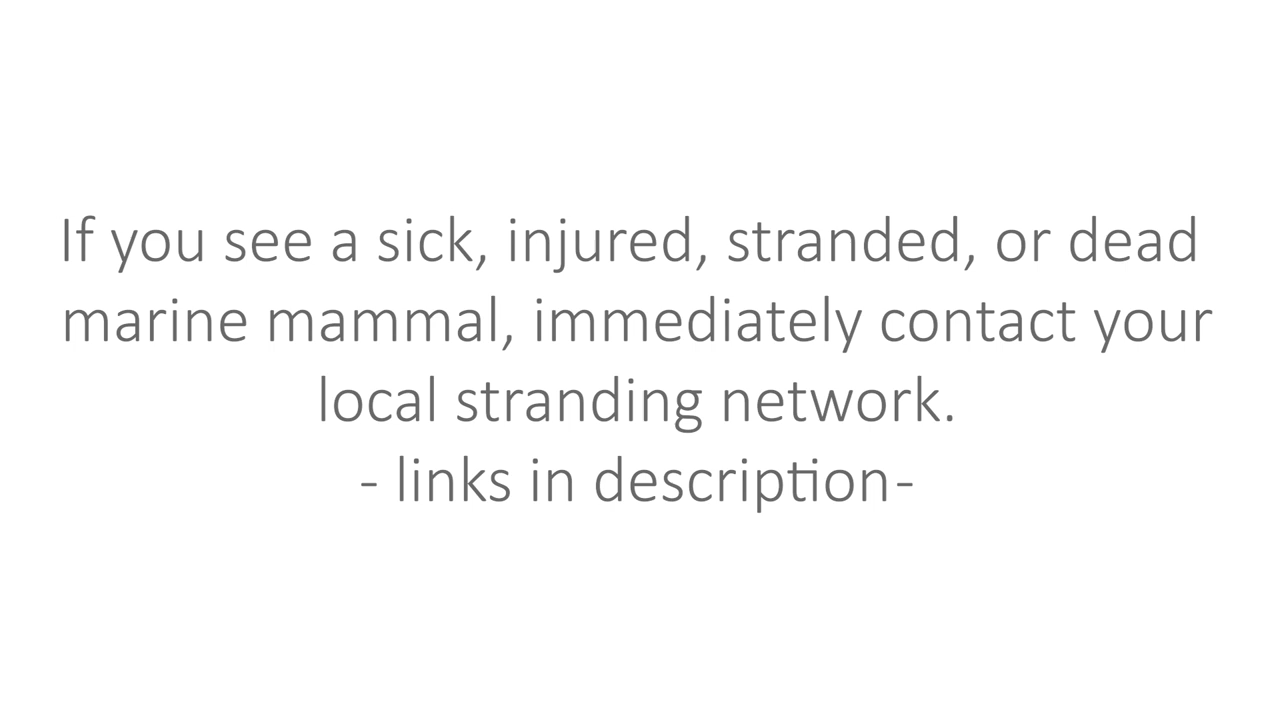 If you see a sick, injured, stranded, or dead
marine mammal, immediately contact your
local stranding network.
- links in description-